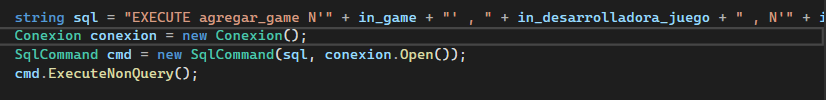 string sql = "EXECUTE agregar_game N'" + in_game + "' , " + in_desarrolladora_juego + " , N'" + i
Conexion conexion = new Conexion();
SqlCommand cmd = new SqlCommand(sql, conexion.Open());
cmd.ExecuteNonQuery();